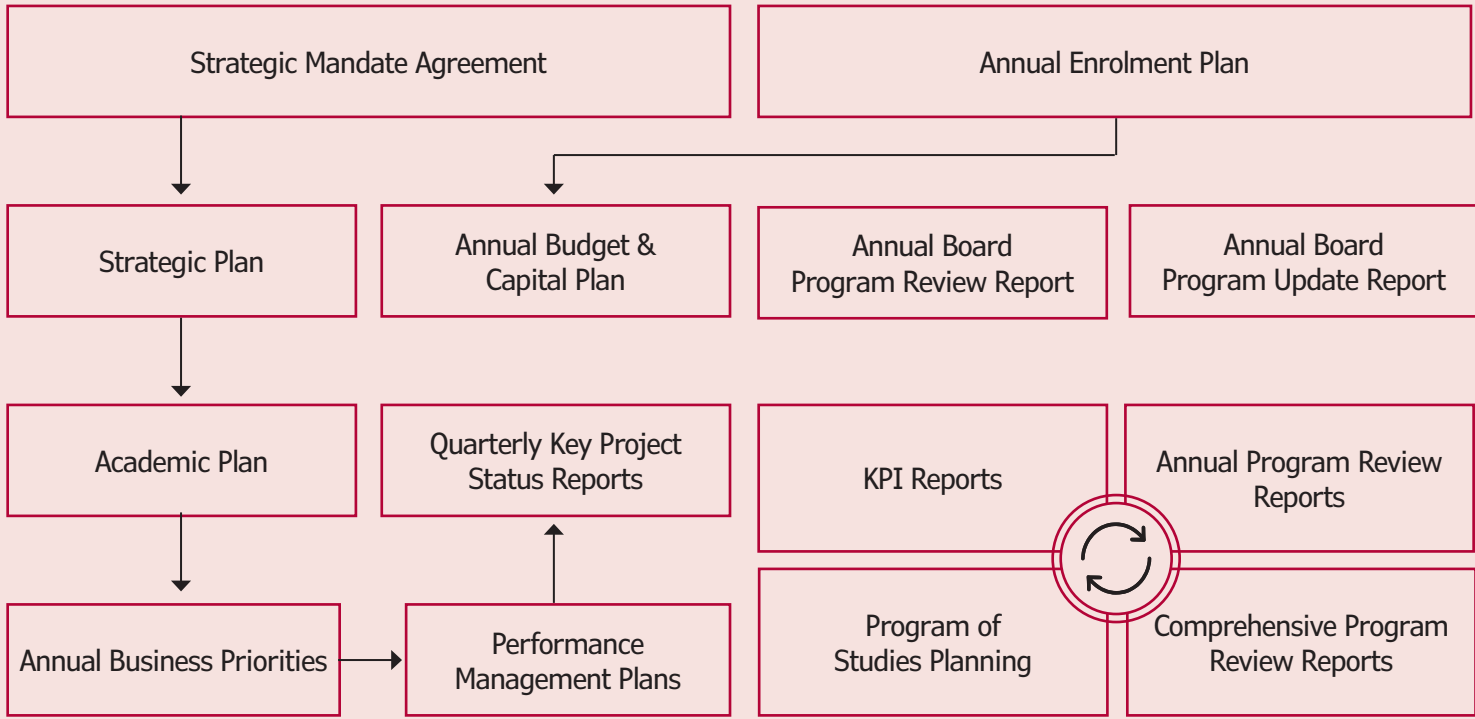 Strategic Mandate Agreement
Annual Enrolment Plan
Strategic Plan
Annual Budget &
Capital Plan
Annual Board
Program Review Report
Annual Board
Program Update Report
Academic Plan
Quarterly Key Project
Status Reports
KPI Reports
Annual Program Review
Reports
Annual Business Priorities
Performance
Management Plans
Program of
Studies Planning
Comprehensive Program
Review Reports